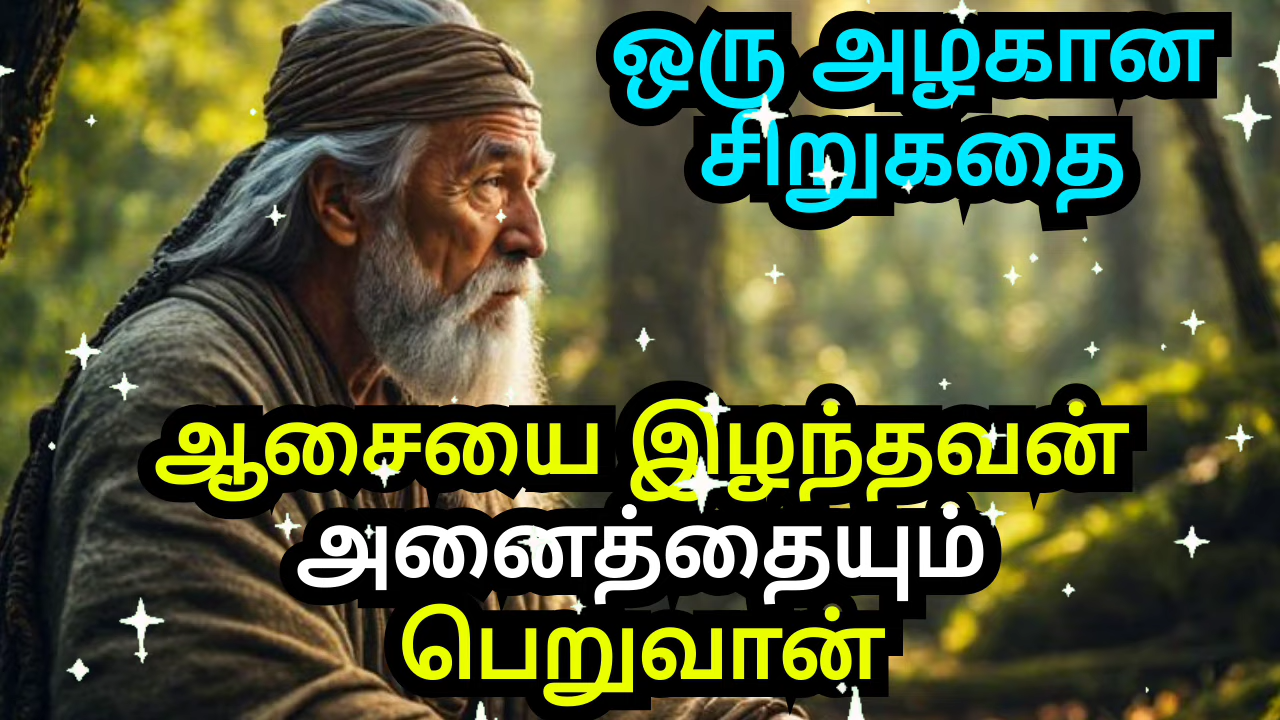 ஒரு அழகான
சிறுகதை
ஆசையை இழந்தவன்
அனைத்தையும்
பெறுவான்